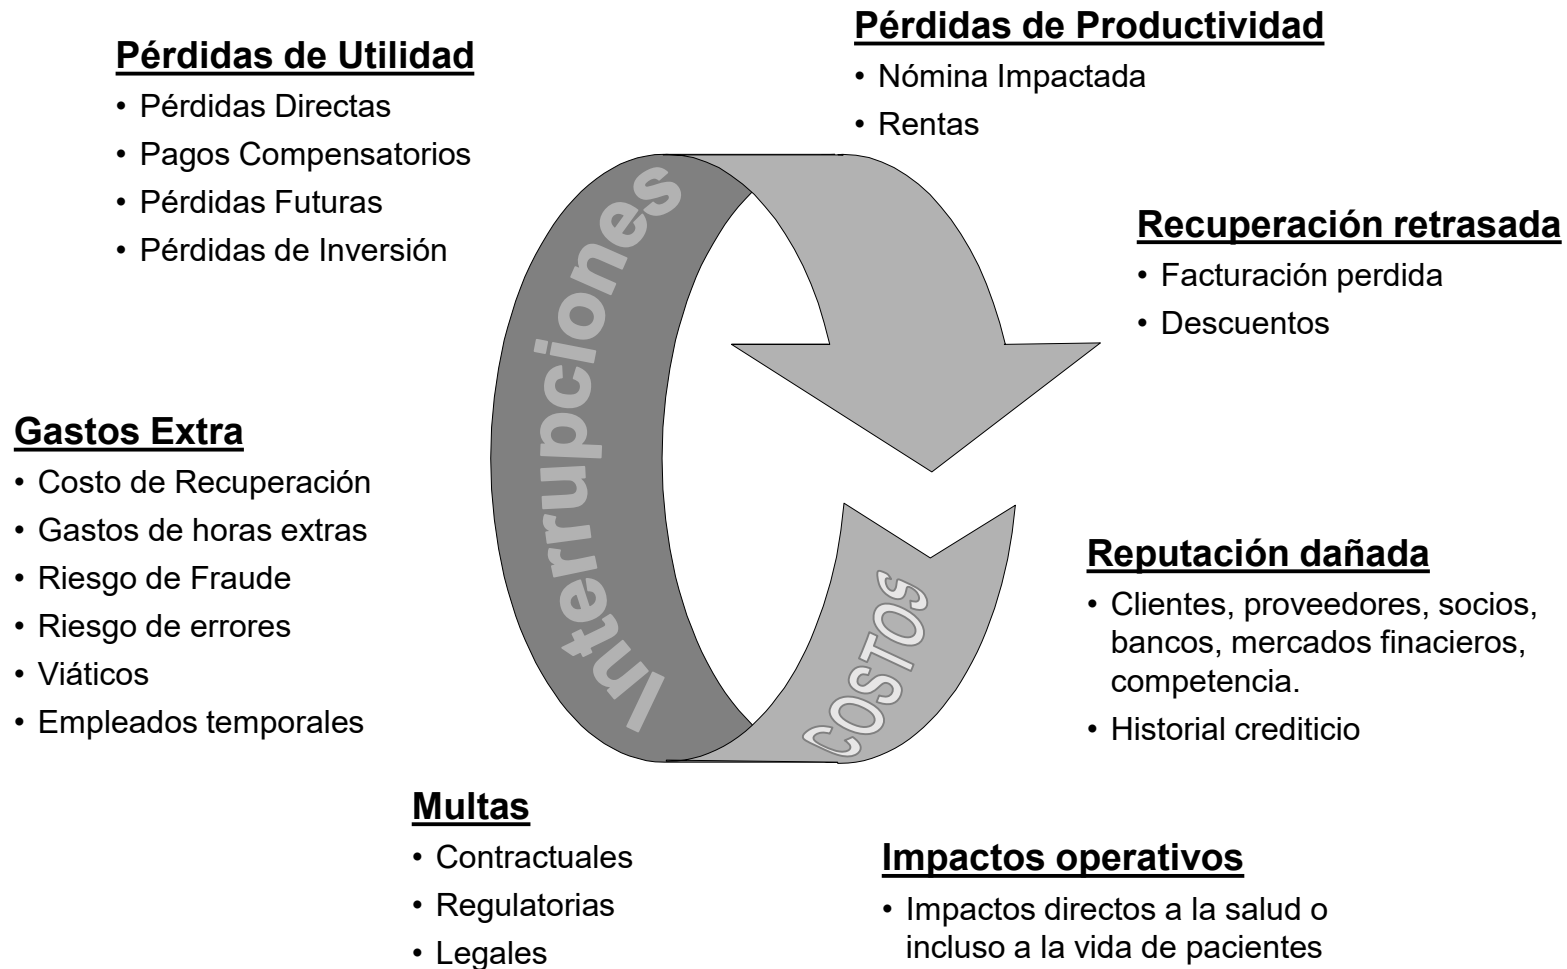 Pérdidas de Utilidad
• Pérdidas Directas
• Pagos Compensatorios
• Pérdidas Futuras
• Pérdidas de Inversión
Pérdidas de Productividad
• Nómina Impactada
• Rentas
Recuperación retrasada
• Facturación perdida
• Descuentos
Interrupciones
Gastos Extra
• Costo de Recuperación
• Gastos de horas extras
• Riesgo de Fraude
• Riesgo de errores
• Viáticos
• Empleados temporales
COSTOS
Reputación dañada
• Clientes, proveedores, socios,
bancos, mercados finacieros,
competencia.
• Historial crediticio
Multas
• Contractuales
• Regulatorias
• Legales
Impactos operativos
• Impactos directos a la salud o
incluso a la vida de pacientes